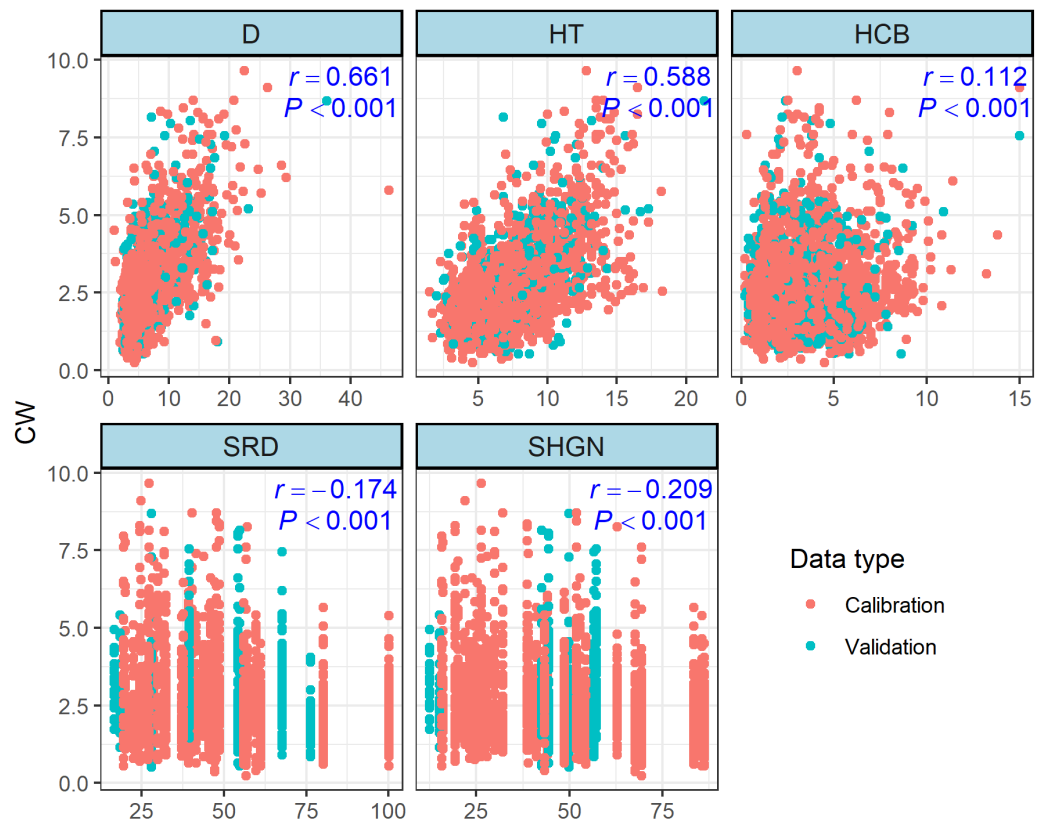 D
HT
HCB
10.0
7.5
5.0
2.5
0.0
r = 0.661
P < 0.001
r = 0.588
P < 0.001
r = 0.112
P < 0.001
0 10 20 30 40
5 10 15 20
0 5 10 15
CW
SRD
SHGN
10.0
7.5
5.0
2.5
0.0
r = −0.174
P < 0.001
r = −0.209
P < 0.001
25 50 75 100
25 50 75
Data type
Calibration
Validation